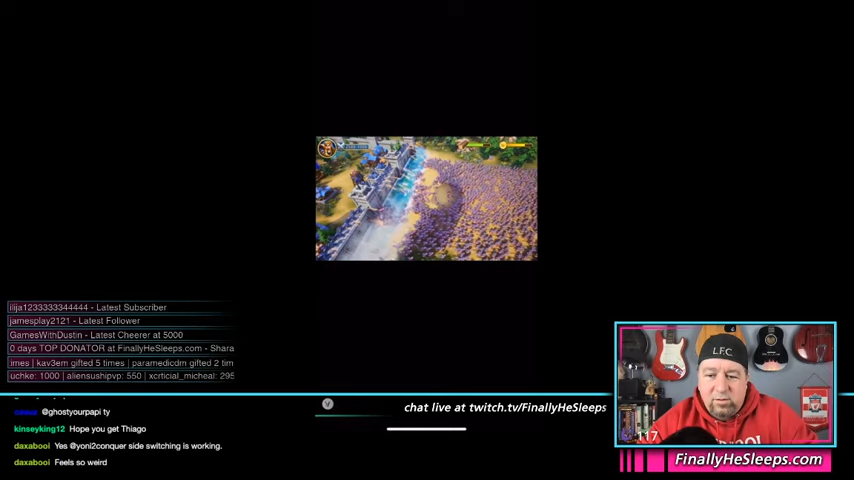 ilija1233333344444 - Latest Subscriber
jamesplay2121 - Latest Follower
GamesWithDustin - Latest Cheerer at 5000
0 days TOP DONATOR at FinallyHeSleeps.com - Shara
imes | kav3em gifted 5 times | paramedicdm gifted 2 tim
uchke: 1000 | aliensushipvp: 550 | xcrticial_micheal: 295
@ghostyourpapi ty
kinseyking12 Hope you get Thiago
daxabooi Yes @yoni2conquer side switching is working.
daxabooi Feels so weird
chat live at twitch.tv/FinallyHeSleeps
L.F.C.
117
FinallyHeSleeps.com